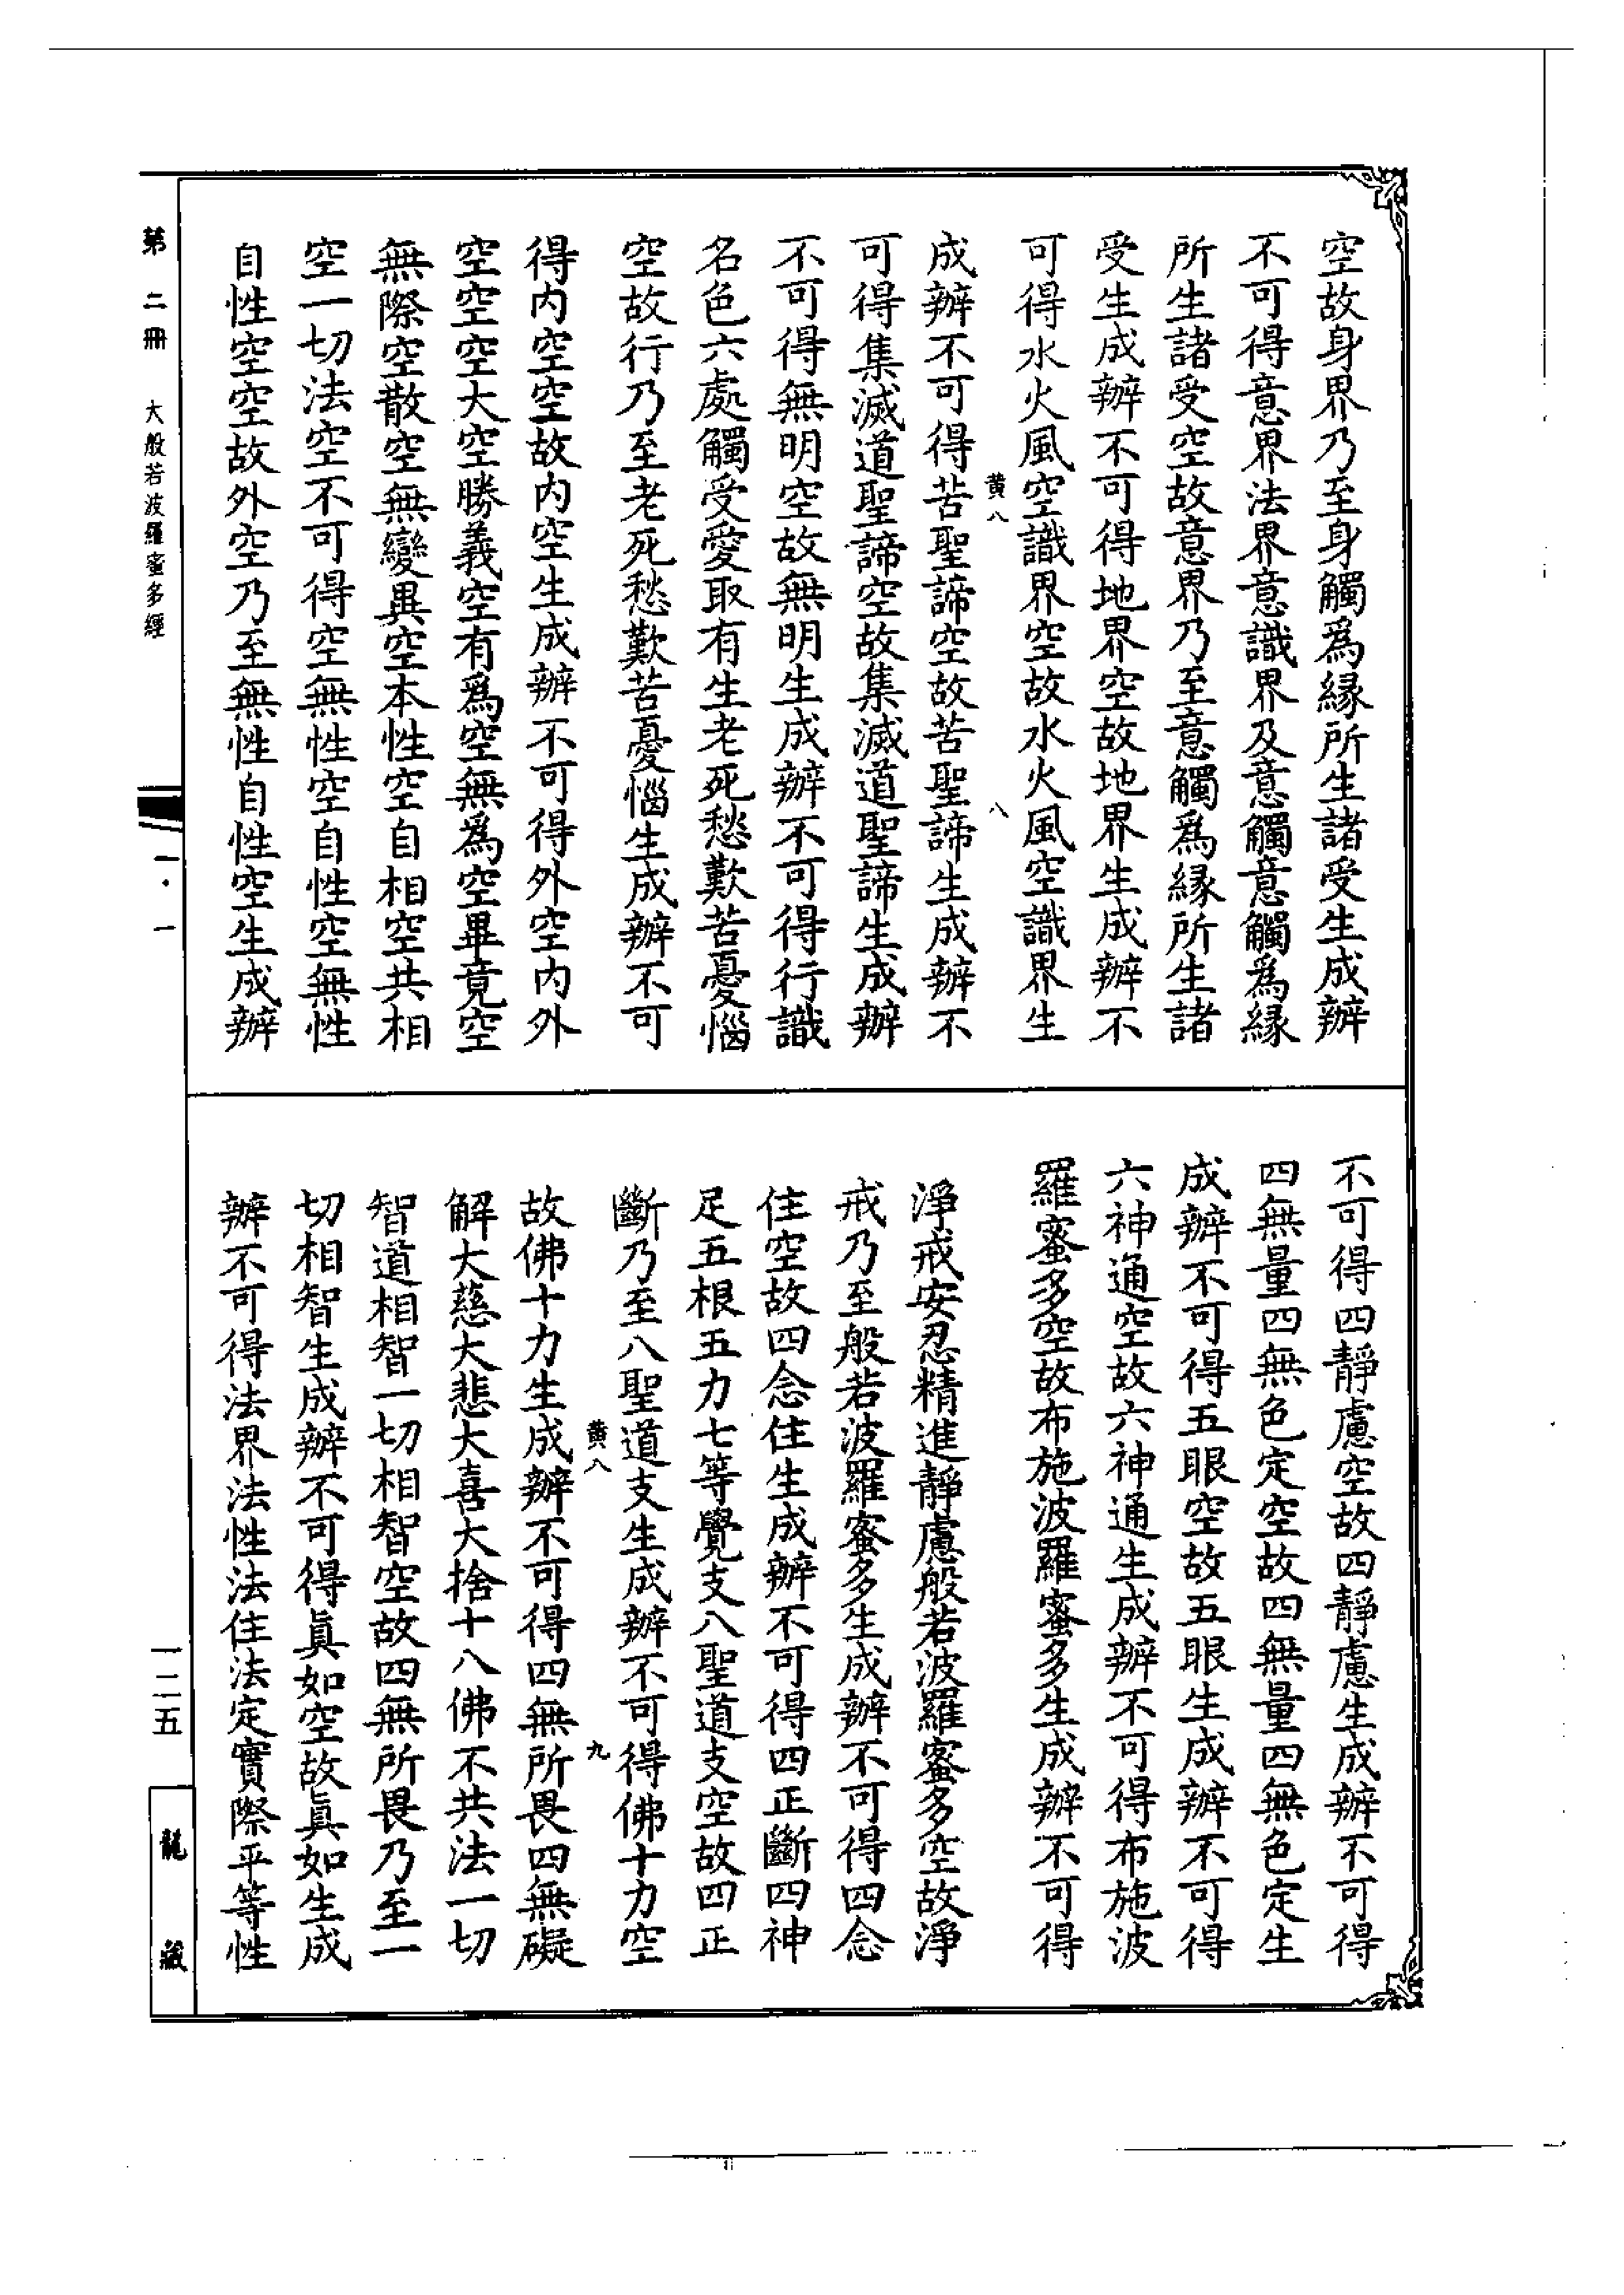 空故身界乃至身觸爲緣所生諸受生成辦
不可得意界法界意識界及意觸意觸爲緣
所生諸受空故意界乃至意觸爲緣所生諸
受生成辦不可得地界空故地界生成辦不
可得水火風空識界空故水火風空識界生
黄八
八
成辦不可得苦聖諦空故苦聖諦生成辦不
可得集滅道聖諦空故集滅道聖諦生成辦
不可得無明空故無明生成辦不可得行識
名色六處觸受愛取有生老死愁歎苦憂惱
空故行乃至老死愁歎苦憂惱生成辦不可
得内空空故内空生成辦不可得外空内外
空空空大空勝義空有爲空無爲空畢竟空
無際空散空無變異空本性空自相空共相
空一切法空不可得空無性空自性空無性
自性空空故外空乃至無性自性空生成辦
不可得四靜慮空故四靜慮生成辦不可得
四無量四無色定空故四無量四無色定生
成辦不可得五眼空故五眼生成辦不可得
六神通空故六神通生成辦不可得布施波
羅蜜多空故布施波羅蜜多生成辦不可得
淨戒安忍精進靜慮般若波羅蜜多空故淨
戒乃至般若波羅蜜多生成辦不可得四念
住空故四念住生成辦不可得四正斷四神
足五根五力七等覺支八聖道支空故四正
斷乃至八聖道支生成辦不可得佛十力空
黄八
九
故佛十力生成辦不可得四無所畏四無礙
解大慈大悲大喜大捨十八佛不共法一切
智道相智一切相智空故四無所畏乃至一
切相智生成辦不可得眞如空故眞如生成
辦不可得法界法性法住法定實際平等性
第二冊 大般若波羅蜜多經
一·一
一二五
龍藏